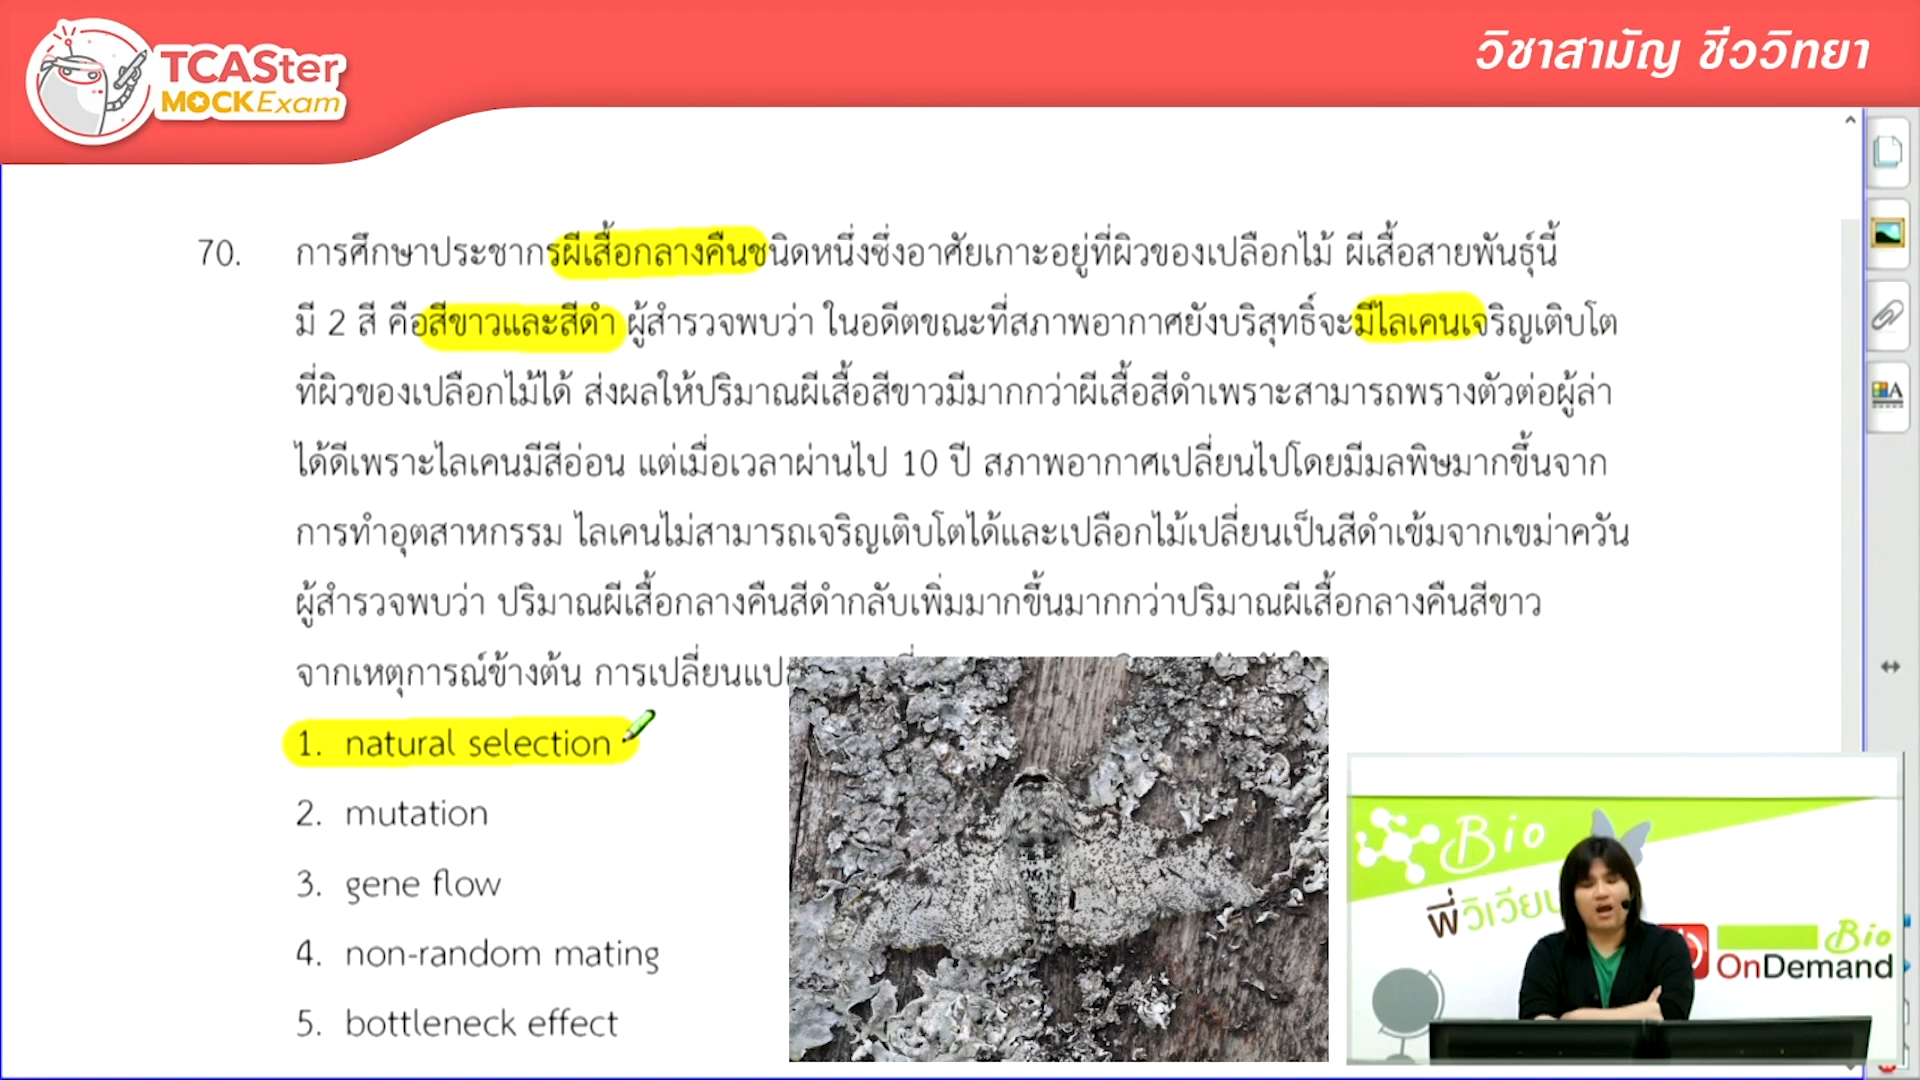 TCASter
MOCK Exam
วิชาสามัญ ชีววิทยา
70. การศึกษาประชากรผีเสื้อกลางคืนชนิดหนึ่งซึ่งอาศัยเกาะอยู่ที่ผิวของเปลือกไม้ ผีเสื้อสายพันธุ์นี้
มี 2 สี คือสีขาวและสีดำ ผู้สำรวจพบว่า ในอดีตขณะที่สภาพอากาศยังบริสุทธิ์จะมีไลเคนเจริญเติบโต
ที่ผิวของเปลือกไม้ได้ ส่งผลให้ปริมาณผีเสื้อสีขาวมีมากกว่าผีเสื้อสีดำเพราะสามารถพรางตัวต่อผู้ล่า
ได้ดีเพราะไลเคนมีสีอ่อน แต่เมื่อเวลาผ่านไป 10 ปี สภาพอากาศเปลี่ยนไปโดยมีมลพิษมากขึ้นจาก
การทำอุตสาหกรรม ไลเคนไม่สามารถเจริญเติบโตได้และเปลือกไม้เปลี่ยนเป็นสีดำเข้มจากเขม่าควัน
ผู้สำรวจพบว่า ปริมาณผีเสื้อกลางคืนสีดำกลับเพิ่มมากขึ้นมากกว่าปริมาณผีเสื้อกลางคืนสีขาว
จากเหตุการณ์ข้างต้น การเปลี่ยนแปล
1. natural selection
2. mutation
3. gene flow
4. non-random mating
5. bottleneck effect
Bio
พี่วิเวียน
Bio
OnDemand